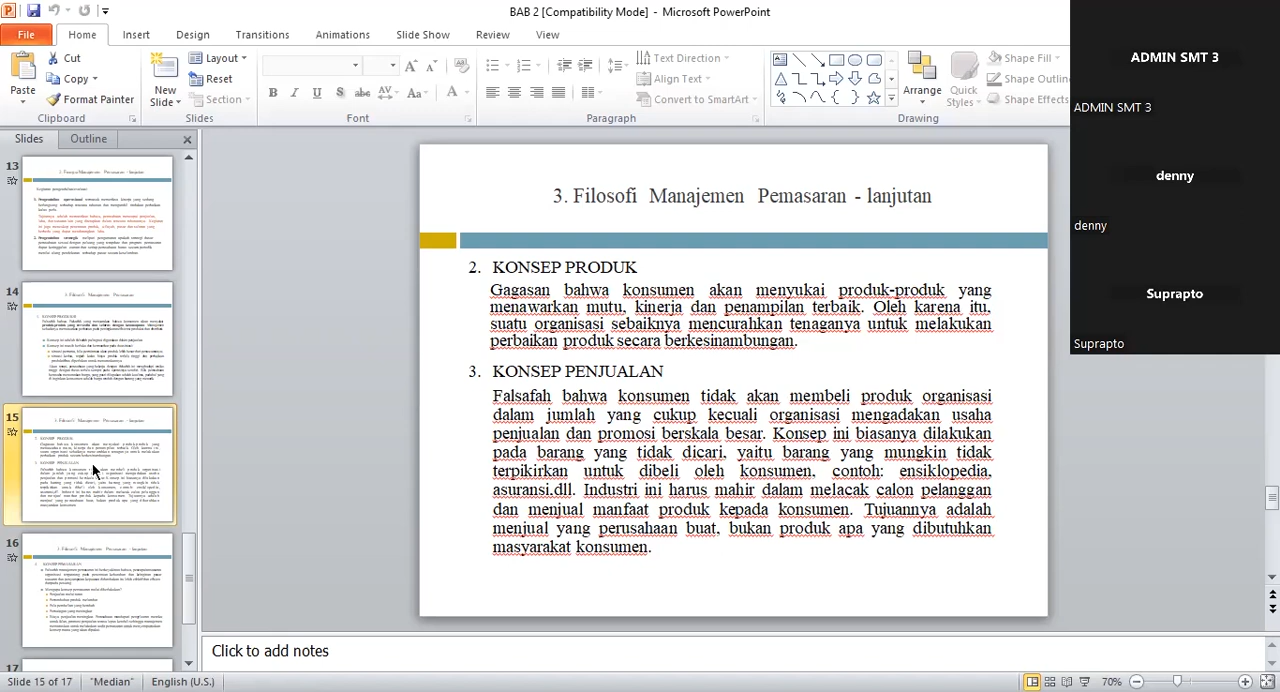 BAB 2 [Compatibility Mode] - Microsoft PowerPoint
File Home Insert Design Transitions Animations Slide Show Review View
Paste
Cut
Copy
Format Painter
Clipboard
New Slide
Layout
Reset
Section
Slides
Font
Text Direction
Align Text
Convert to SmartArt
Paragraph
Arrange
Quick Styles
Shape Fill
Shape Outlin
Shape Effects
Drawing
Slides Outline
13
14
15
16
17
3. Filosofi Manajemen Pemasaran - lanjutan
2. KONSEP PRODUK
Gagasan bahwa konsumen akan menyukai produk-produk yang
menawarkan mutu, kinerja dan penampilan terbaik. Oleh karena itu,
suatu organisasi sebaiknya mencurahkan tenaganya untuk melakukan
perbaikan produk secara berkesinambungan.
3. KONSEP PENJUALAN
Falsafah bahwa konsumen tidak akan membeli produk organisasi
dalam jumlah yang cukup kecuali organisasi mengadakan usaha
penjualan dan promosi berskala besar. Konsep ini biasanya dilakukan
pada barang yang tidak dicari, yaitu barang yang mungkin tidak
terpikir untuk dibeli oleh konsumen, contoh: ensiklopedia,
asuransi,dll. Industri ini harus mahir dalam melacak calon pelanggan
dan menjual manfaat produk kepada konsumen. Tujuannya adalah
menjual yang perusahaan buat, bukan produk apa yang dibutuhkan
masyarakat konsumen.
Click to add notes
Slide 15 of 17
"Median"
English (U.S.)
70%
ADMIN SMT 3
ADMIN SMT 3
denny
denny
Suprapto
Suprapto